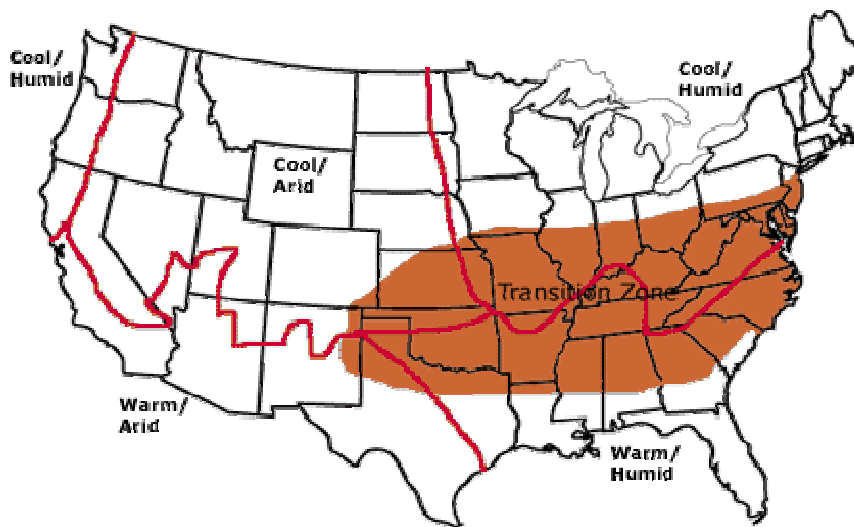 Cool/
Humid
Cool/
Humid
Cool/
Arid
Transition Zone
Warm/
Arid
Warm/
Humid